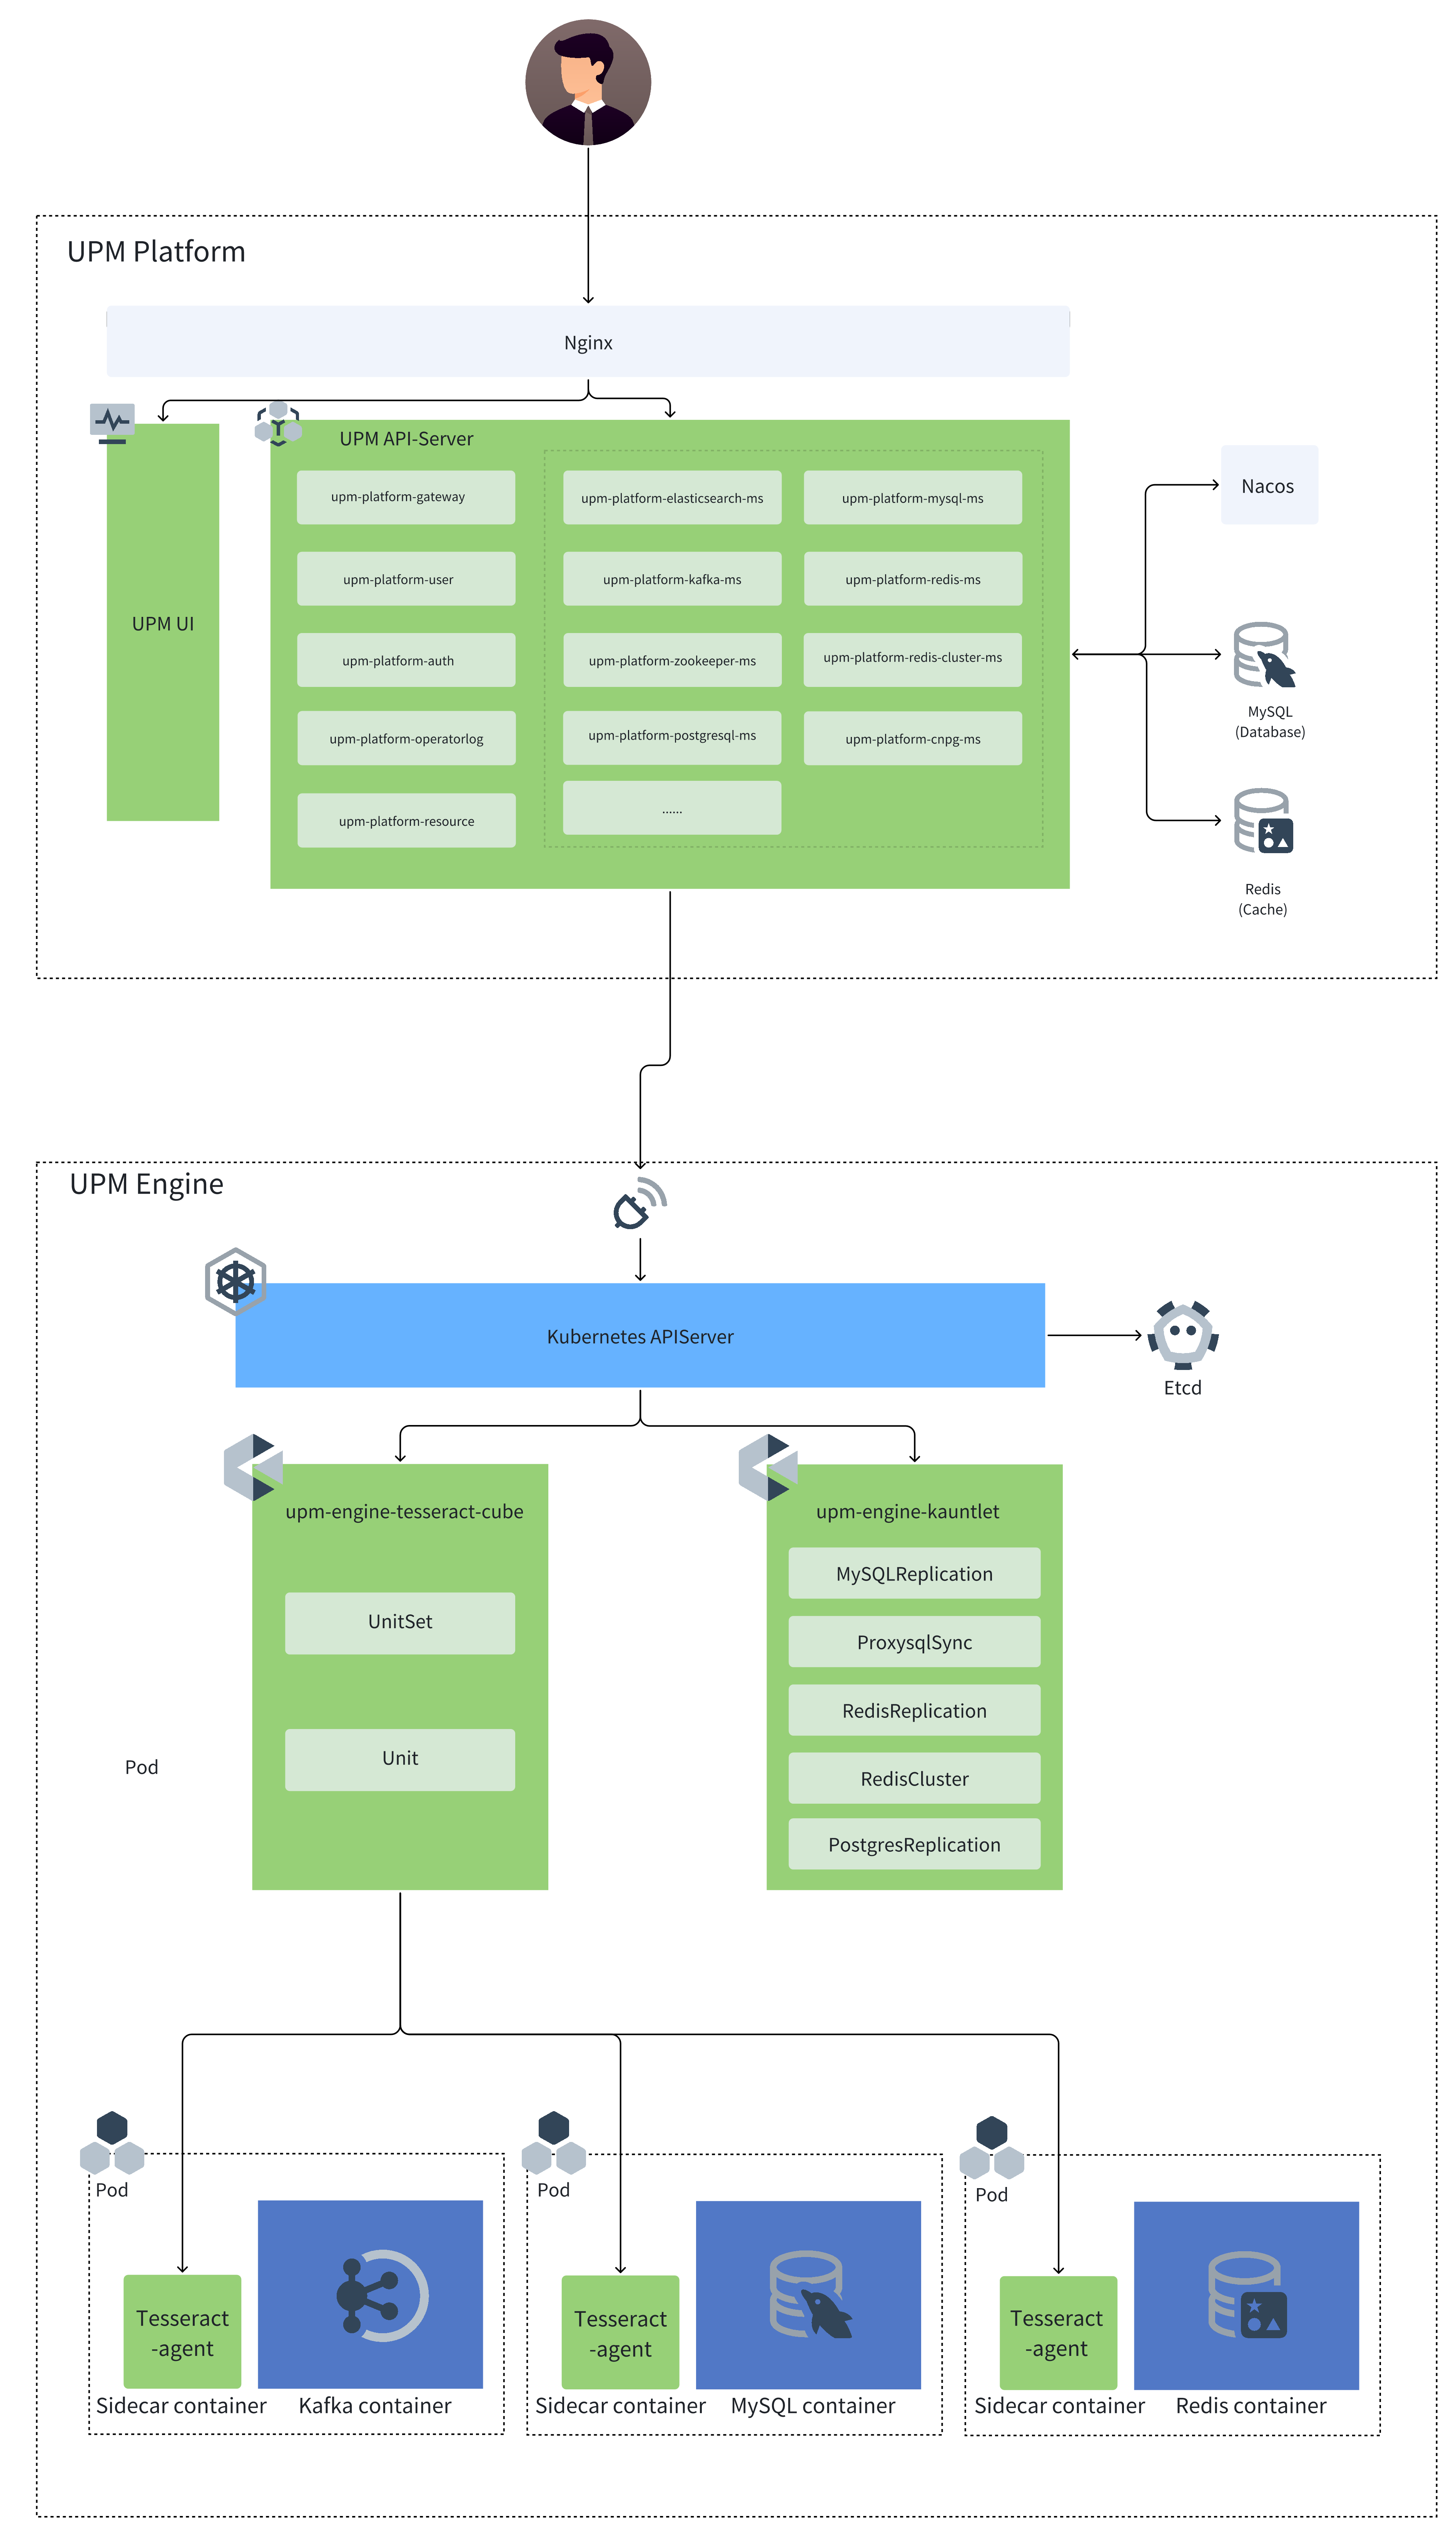 UPM Platform
Nginx
UPM UI
UPM API-Server
upm-platform-gateway
upm-platform-user
upm-platform-auth
upm-platform-operatorlog
upm-platform-resource
upm-platform-elasticsearch-ms
upm-platform-mysql-ms
upm-platform-kafka-ms
upm-platform-redis-ms
upm-platform-zookeeper-ms
upm-platform-redis-cluster-ms
upm-platform-postgresql-ms
upm-platform-cnpg-ms
......
Nacos
MySQL
(Database)
Redis
(Cache)
UPM Engine
Kubernetes APIServer
Etcd
upm-engine-tesseract-cube
UnitSet
Unit
upm-engine-kauntlet
MySQLReplication
ProxysqlSync
RedisReplication
RedisCluster
PostgresReplication
Pod
Pod
Tesseract
-agent
Sidecar container
Kafka container
Pod
Tesseract
-agent
Sidecar container
MySQL container
Pod
Tesseract
-agent
Sidecar container
Redis container